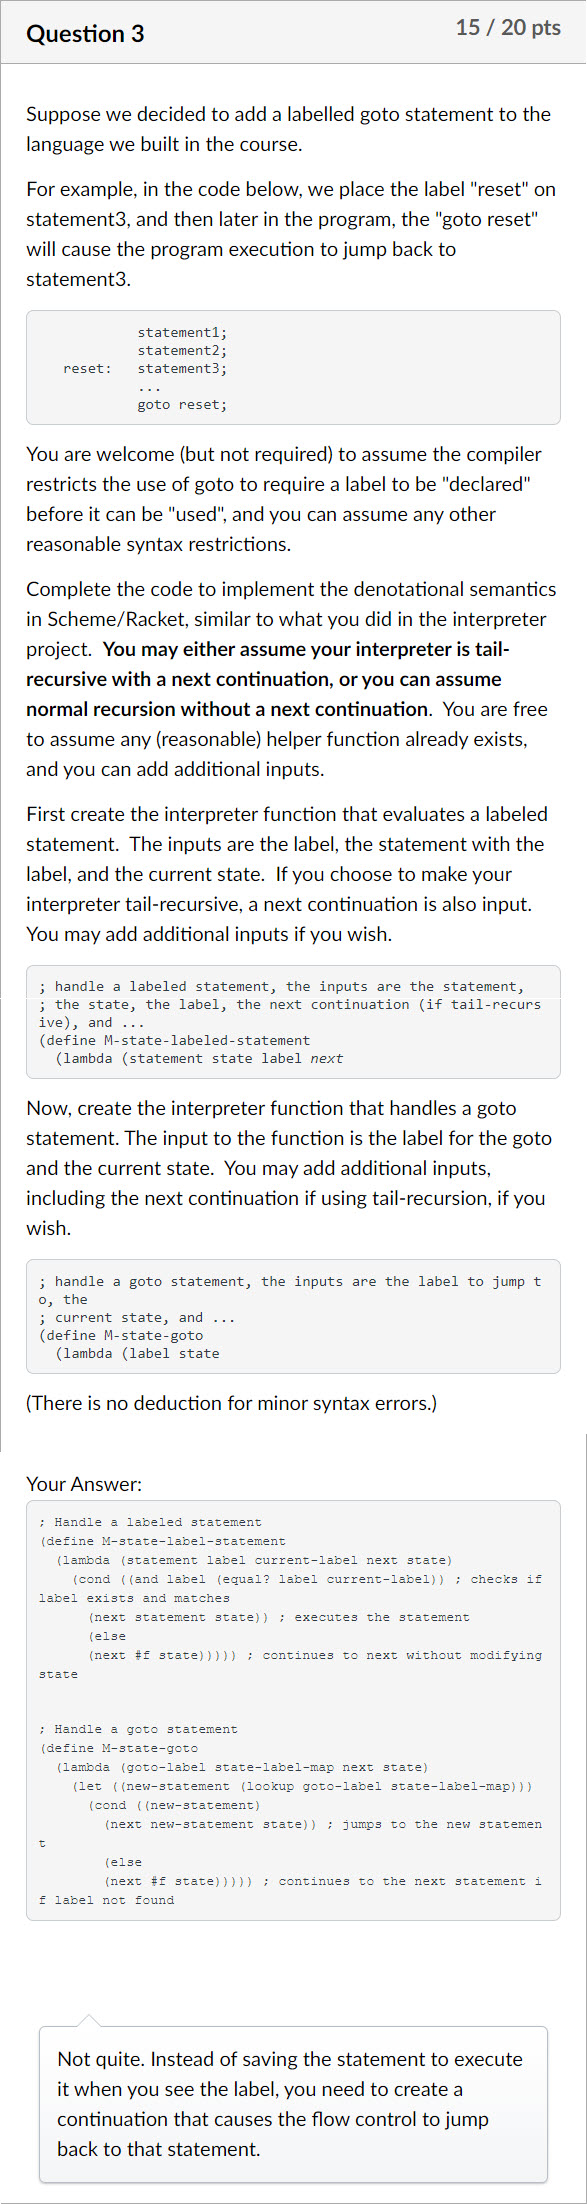 Question 3
15 / 20 pts
Suppose we decided to add a labelled goto statement to the
language we built in the course.
For example, in the code below, we place the label "reset" on
statement3, and then later in the program, the "goto reset"
will cause the program execution to jump back to
statement3.
statement1;
statement2;
reset:   statement3;
...
goto reset;
You are welcome (but not required) to assume the compiler
restricts the use of goto to require a label to be "declared"
before it can be "used", and you can assume any other
reasonable syntax restrictions.
Complete the code to implement the denotational semantics
in Scheme/Racket, similar to what you did in the interpreter
project.  You may either assume your interpreter is tail-
recursive with a next continuation, or you can assume
normal recursion without a next continuation.  You are free
to assume any (reasonable) helper function already exists,
and you can add additional inputs.
First create the interpreter function that evaluates a labeled
statement.  The inputs are the label, the statement with the
label, and the current state.  If you choose to make your
interpreter tail-recursive, a next continuation is also input.
You may add additional inputs if you wish.
; handle a labeled statement, the inputs are the statement,
; the state, the label, the next continuation (if tail-recurs
ive), and ...
(define M-state-labeled-statement
(lambda (statement state label next
Now, create the interpreter function that handles a goto
statement. The input to the function is the label for the goto
and the current state.  You may add additional inputs,
including the next continuation if using tail-recursion, if you
wish.
; handle a goto statement, the inputs are the label to jump t
o, the
; current state, and ...
(define M-state-goto
(lambda (label state
(There is no deduction for minor syntax errors.)
Your Answer:
; Handle a labeled statement
(define M-state-label-statement
(lambda (statement label current-label next state)
(cond ((and label (equal? label current-label)) ; checks if
label exists and matches
(next statement state)) ; executes the statement
(else
(next #f state))))) ; continues to next without modifying
state
; Handle a goto statement
(define M-state-goto
(lambda (goto-label state-label-map next state)
(let ((new-statement (lookup goto-label state-label-map)))
(cond ((new-statement)
(next new-statement state)) ; jumps to the new statemen
t
(else
(next #f state))))) ; continues to the next statement i
f label not found
Not quite. Instead of saving the statement to execute
it when you see the label, you need to create a
continuation that causes the flow control to jump
back to that statement.